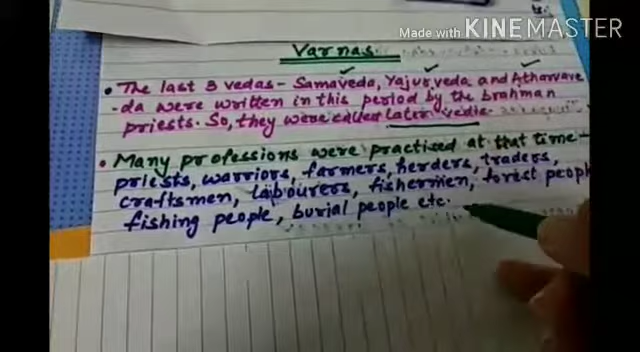 Made with KINEMASTER
Varnas
• The last 3 vedas - Samaveda, Yajurveda and Atharvave
-da were written in this period by the brahman
priests. So, they were called later vedic.
• Many professions were practised at that time -
priests, warriors, farmers, herders, traders,
craftsmen, labourers, fishermen, forest peopl
fishing people, burial people etc.